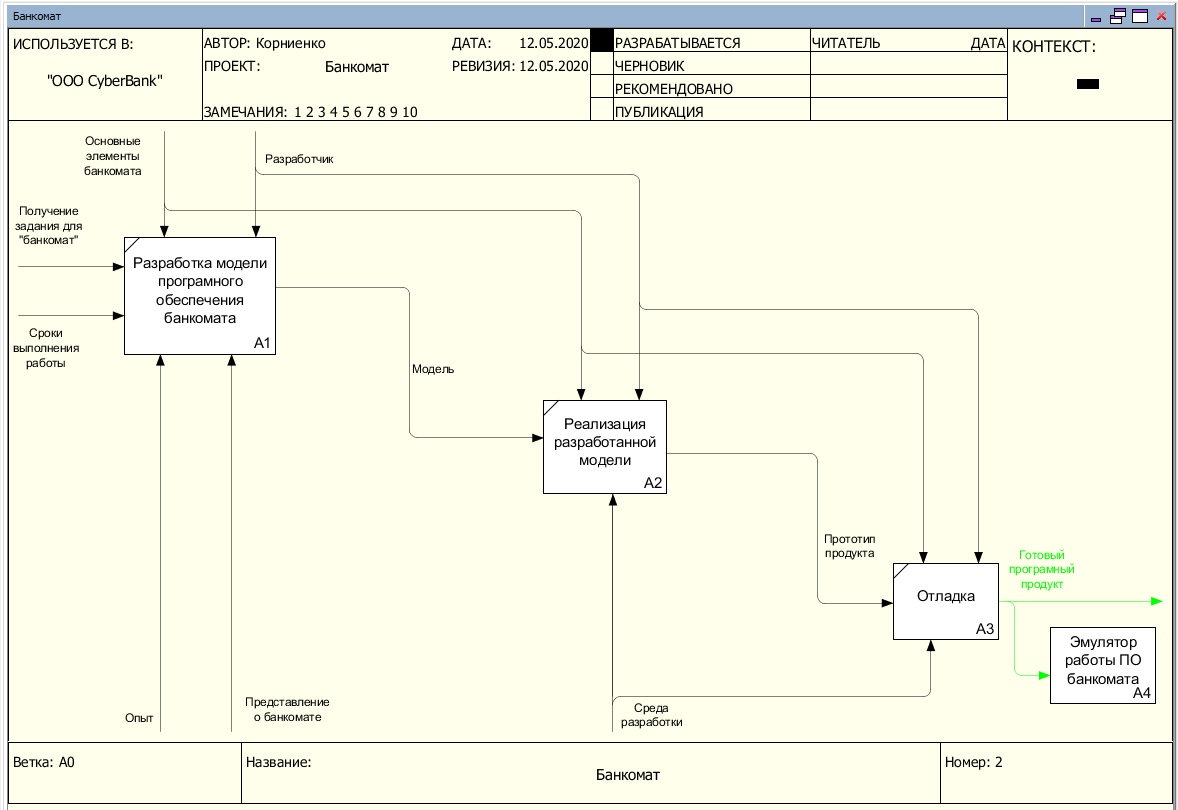 Банкомат
ИСПОЛЬЗУЕТСЯ В:
"ООО CyberBank"
АВТОР: Корниенко
ДАТА: 12.05.2020
ПРОЕКТ: Банкомат
РЕВИЗИЯ: 12.05.2020
ЗАМЕЧАНИЯ: 1 2 3 4 5 6 7 8 9 10
РАЗРАБАТЫВАЕТСЯ
ЧЕРНОВИК
РЕКОМЕНДОВАНО
ПУБЛИКАЦИЯ
ЧИТАТЕЛЬ ДАТА
КОНТЕКСТ:
Основные
элементы
банкомата
Разработчик
Получение
задания для
"банкомат"
Разработка модели
програмного
обеспечения
банкомата
A1
Сроки
выполнения
работы
Модель
Реализация
разработанной
модели
A2
Прототип
продукта
Готовый
програмный
продукт
Отладка
A3
Эмулятор
работы ПО
банкомата
A4
Опыт
Представление
о банкомате
Среда
разработки
Ветка: A0
Название:
Банкомат
Номер: 2